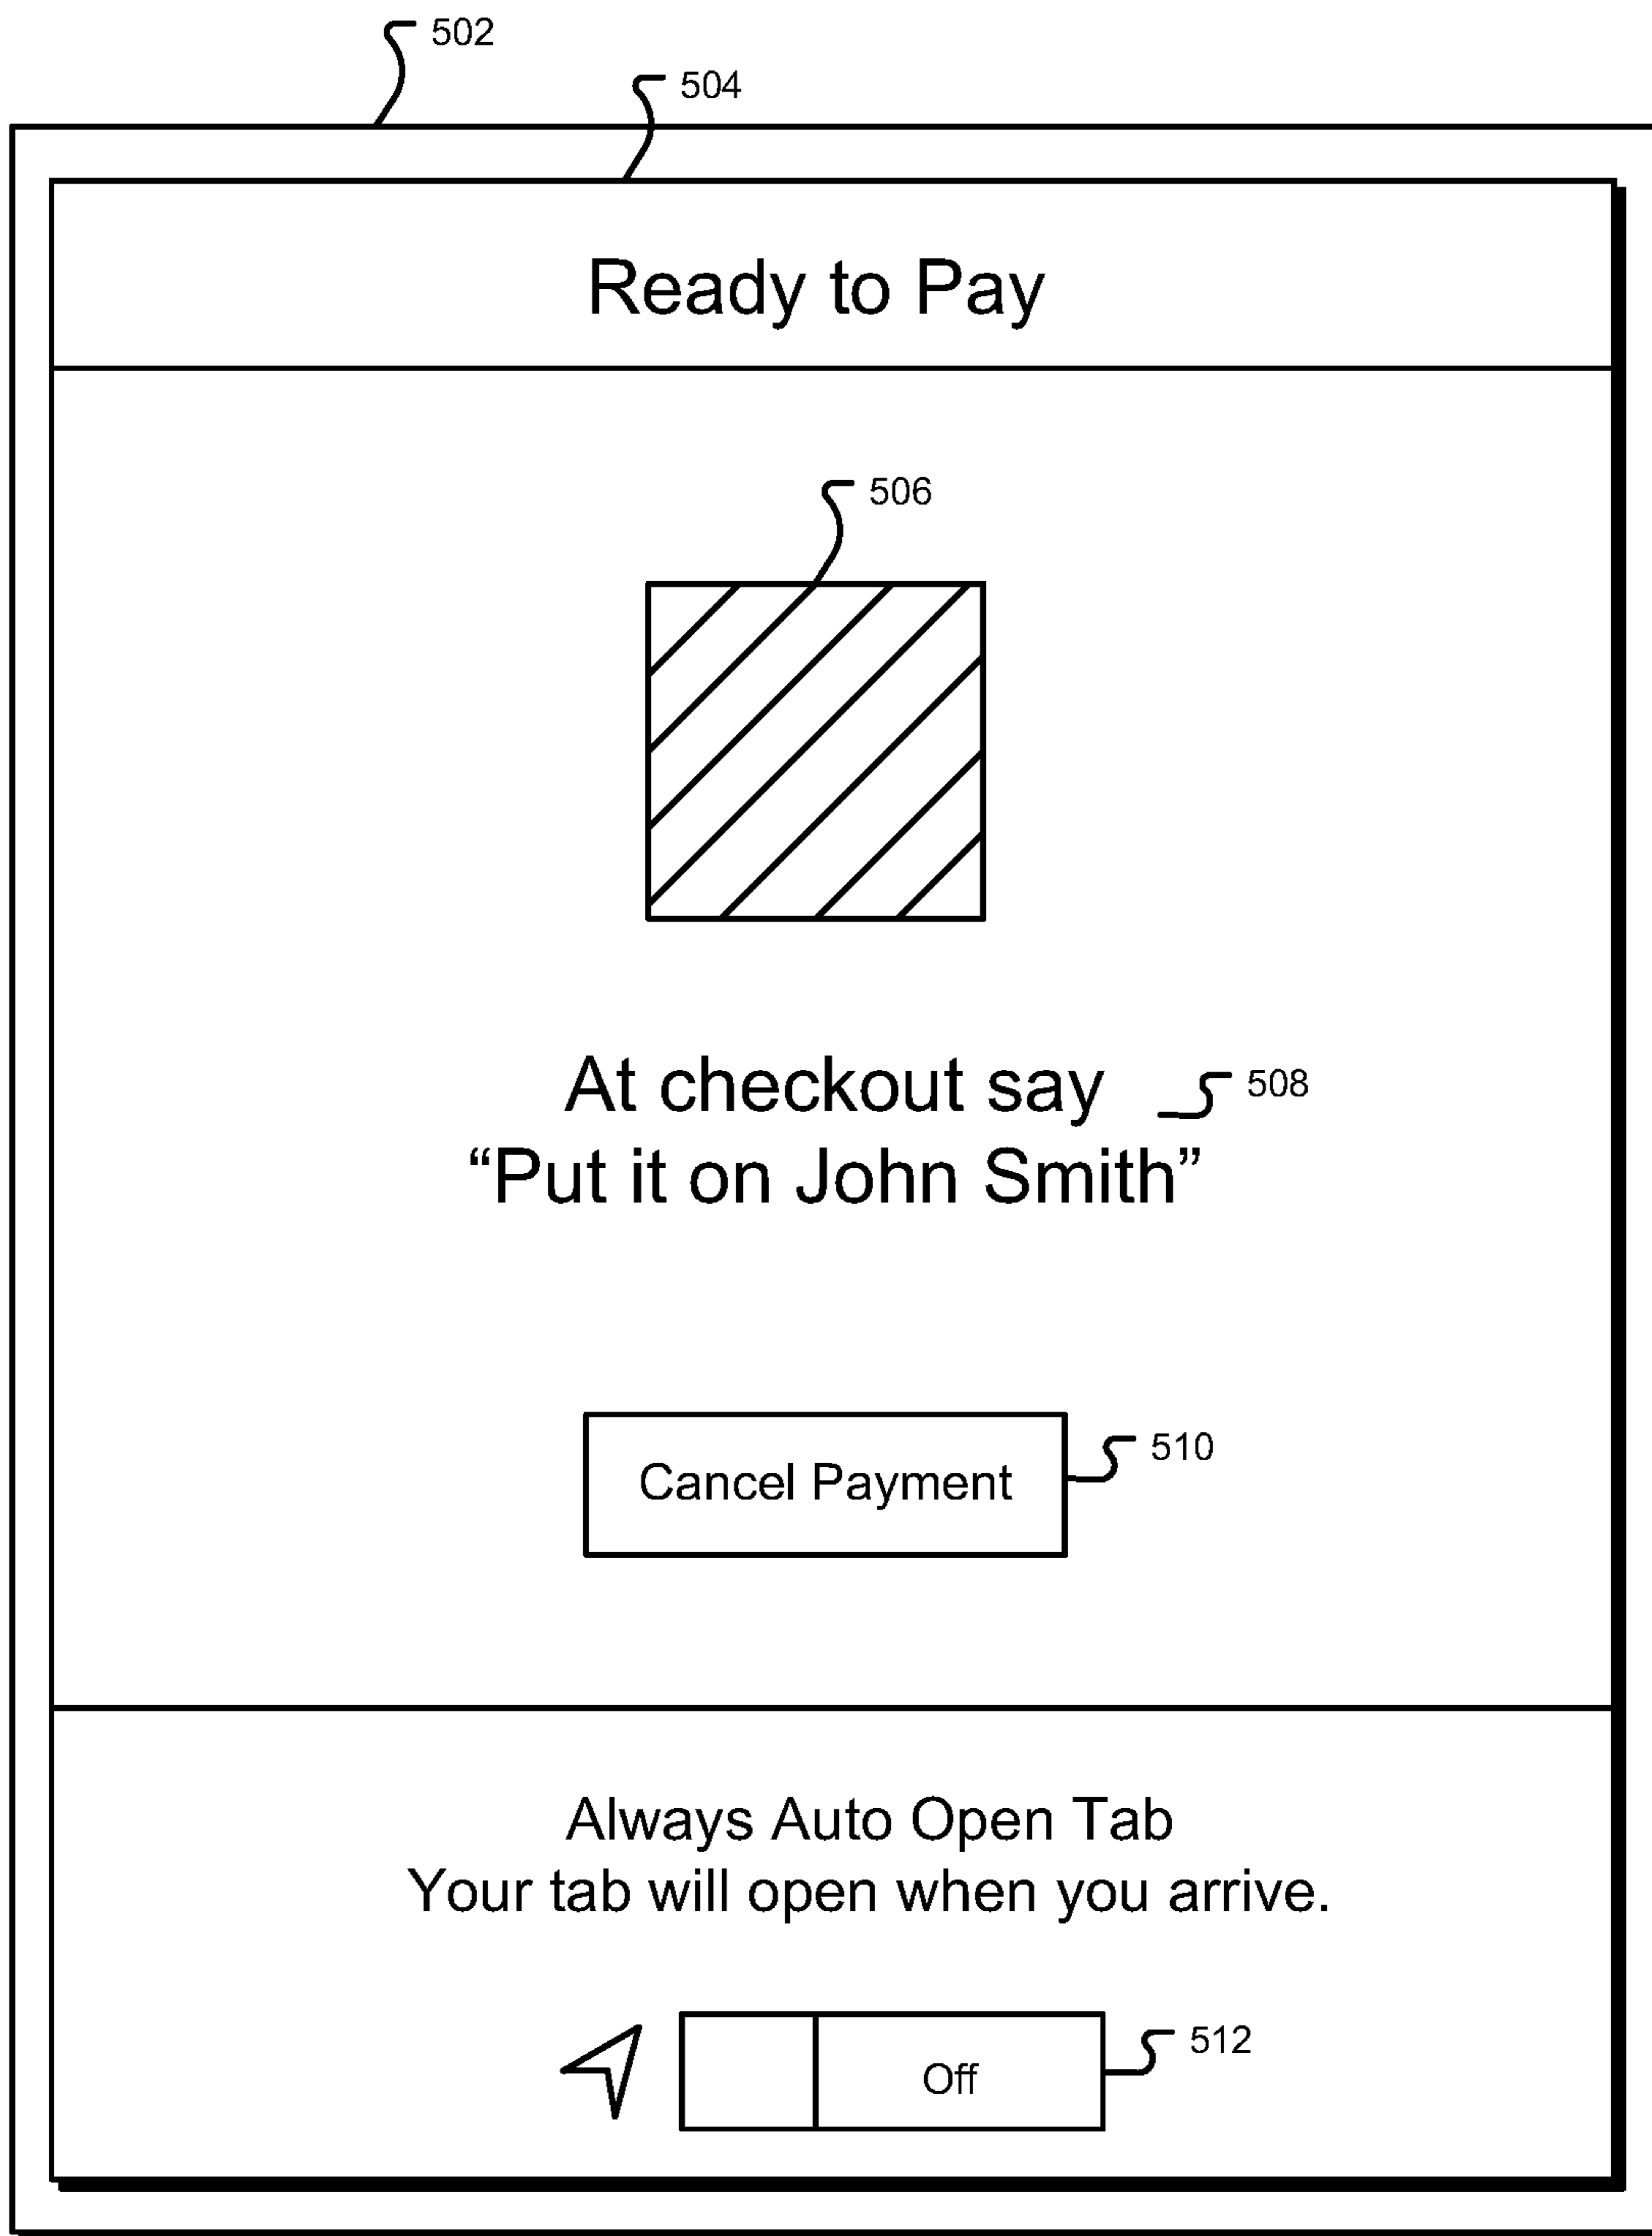 502
504
Ready to Pay
506
At checkout say 508
“Put it on John Smith”
Cancel Payment 510
Always Auto Open Tab
Your tab will open when you arrive.
Off 512